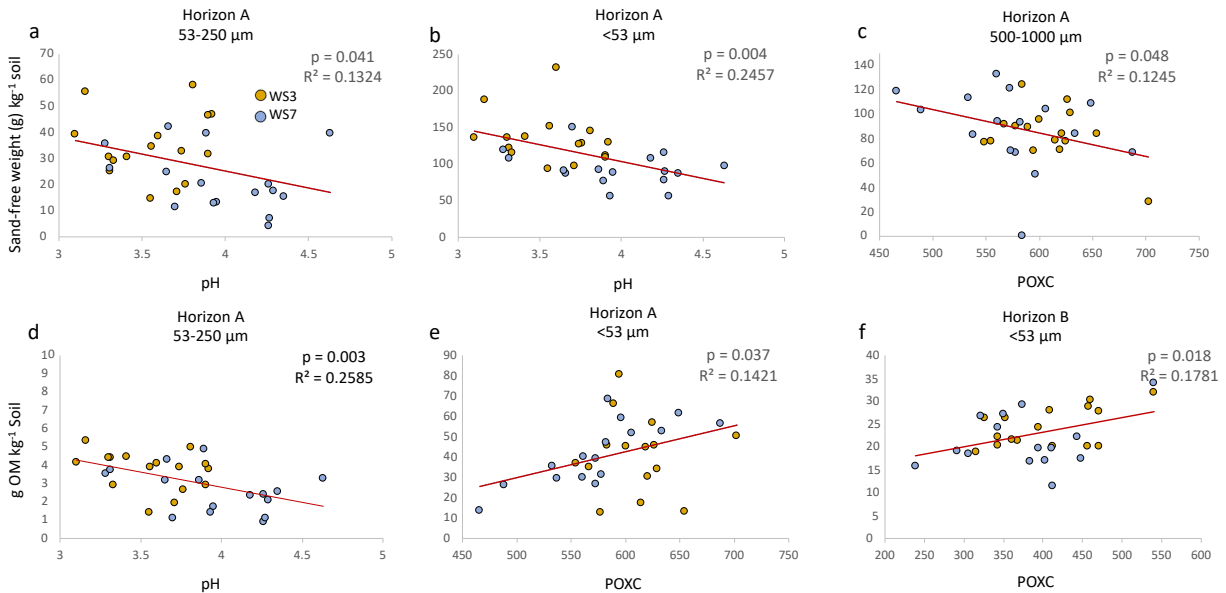 a
Horizon A
53-250 µm
p = 0.041
R² = 0.1324
WS3
WS7
Sand-free weight (g) kg⁻¹ soil
70
60
50
40
30
20
10
0
3 3.5 4 4.5 5
pH
b
Horizon A
<53 µm
p = 0.004
R² = 0.2457
250
200
150
100
50
0
3 3.5 4 4.5 5
pH
c
Horizon A
500-1000 µm
p = 0.048
R² = 0.1245
140
120
100
80
60
40
20
0
450 500 550 600 650 700 750
POXC
d
Horizon A
53-250 µm
p = 0.003
R² = 0.2585
g OM kg⁻¹ Soil
10
9
8
7
6
5
4
3
2
1
0
3 3.5 4 4.5 5
pH
e
Horizon A
<53 µm
p = 0.037
R² = 0.1421
90
80
70
60
50
40
30
20
10
0
450 500 550 600 650 700 750
POXC
f
Horizon B
<53 µm
p = 0.018
R² = 0.1781
40
35
30
25
20
15
10
5
0
200 250 300 350 400 450 500 550 600
POXC